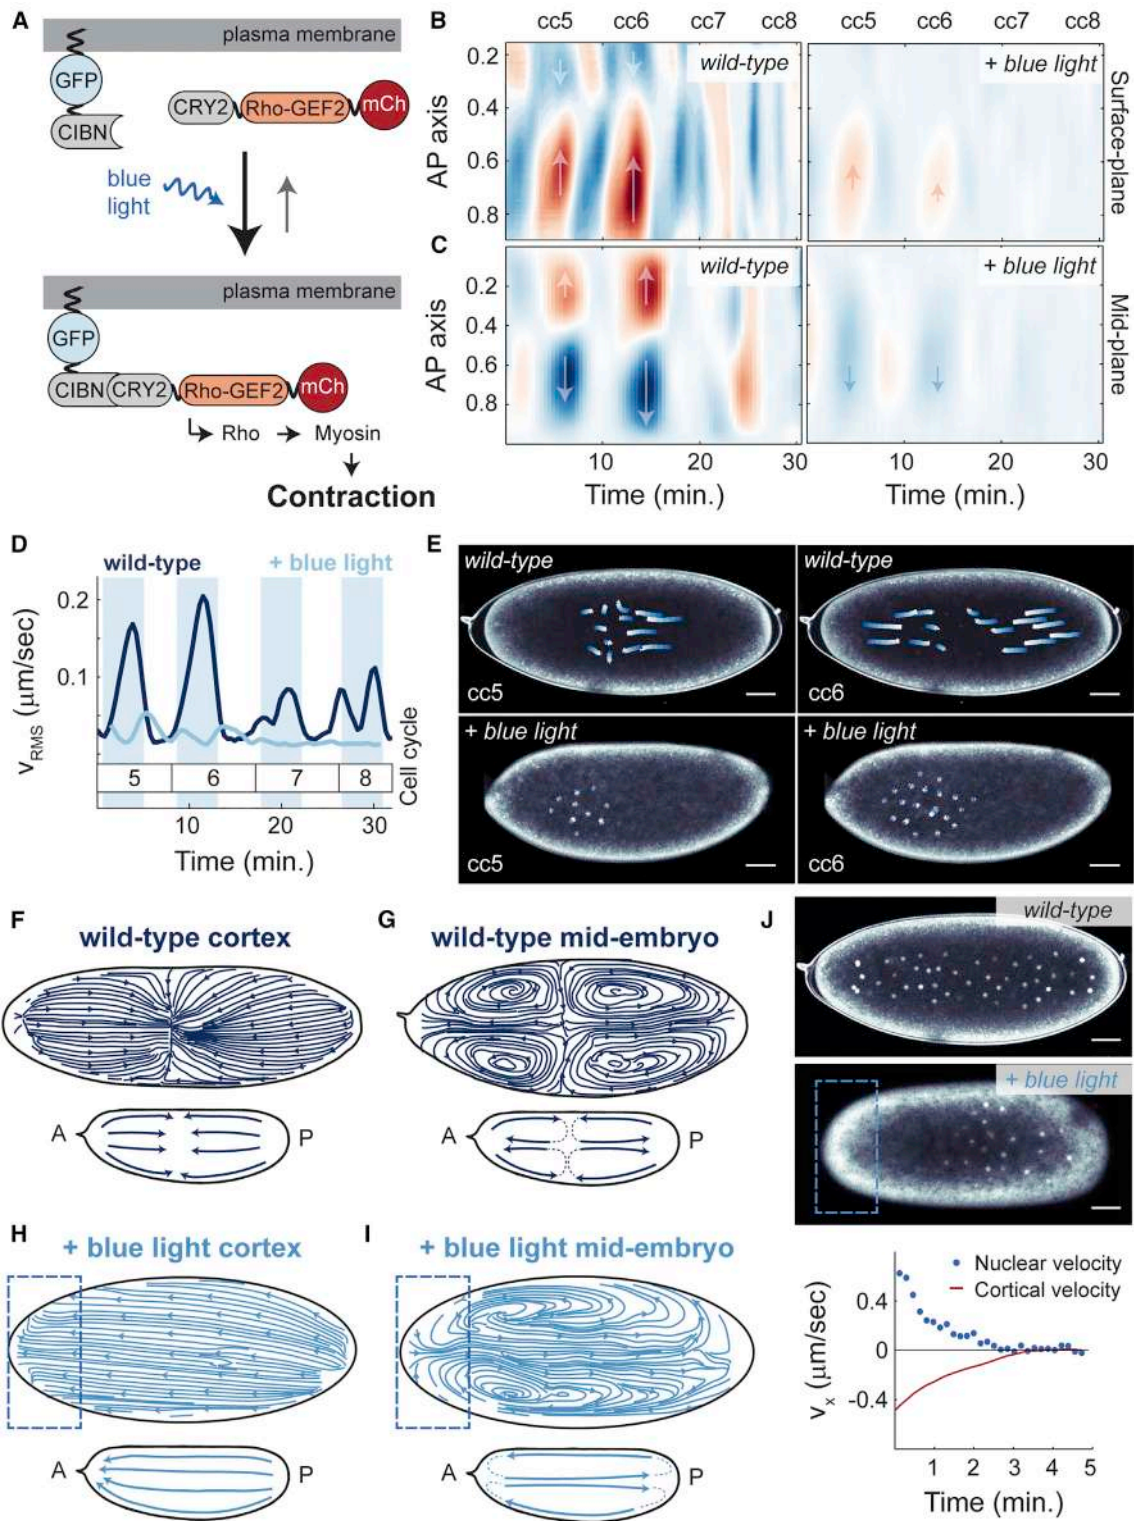 A
plasma membrane
GFP
CIBN
CRY2
Rho-GEF2
mCh
blue
light
plasma membrane
GFP
CIBN
CRY2
Rho-GEF2
mCh
Rho
Myosin
Contraction
B
cc5
cc6
cc7
cc8
cc5
cc6
cc7
cc8
wild-type
+ blue light
Surface-plane
AP axis
0.2
0.4
0.6
0.8
C
wild-type
+ blue light
Mid-plane
AP axis
0.2
0.4
0.6
0.8
10
20
30
10
20
30
Time (min.)
Time (min.)
D
wild-type
+ blue light
0.2
0.1
vRMS (μm/sec)
5
6
7
8
Cell cycle
10
20
30
Time (min.)
E
wild-type
cc5
wild-type
cc6
+ blue light
cc5
+ blue light
cc6
F
wild-type cortex
A
P
G
wild-type mid-embryo
A
P
H
+ blue light cortex
A
P
I
+ blue light mid-embryo
A
P
J
wild-type
+ blue light
Nuclear velocity
Cortical velocity
0.4
0
-0.4
vx (μm/sec)
1
2
3
4
5
Time (min.)